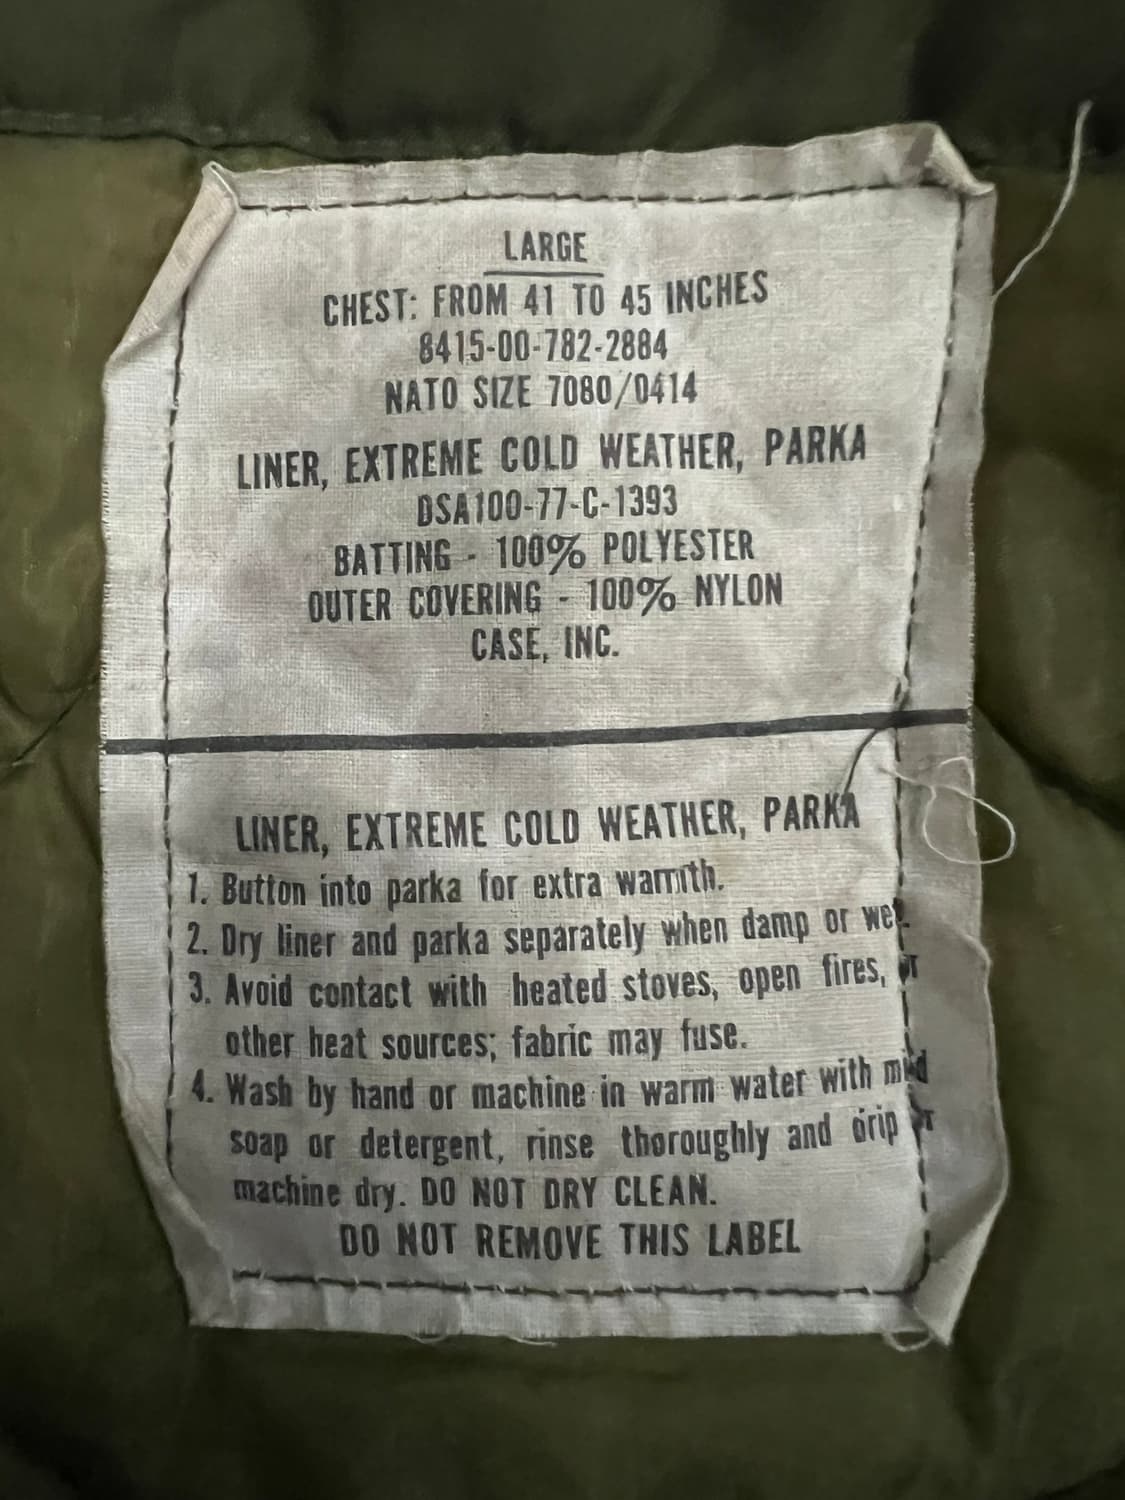 LARGE
CHEST: FROM 41 TO 45 INCHES
8415-00-782-2884
NATO SIZE 7080/0414
LINER, EXTREME COLD WEATHER, PARKA
DSA100-77-C-1393
BATTING - 100% POLYESTER
OUTER COVERING - 100% NYLON
CASE, INC.
LINER, EXTREME COLD WEATHER, PARKA
1. Button into parka for extra warmth.
2. Dry liner and parka separately when damp or wet.
3. Avoid contact with heated stoves, open fires, or
other heat sources; fabric may fuse.
4. Wash by hand or machine in warm water with mild
soap or detergent, rinse thoroughly and drip or
machine dry. DO NOT DRY CLEAN.
DO NOT REMOVE THIS LABEL